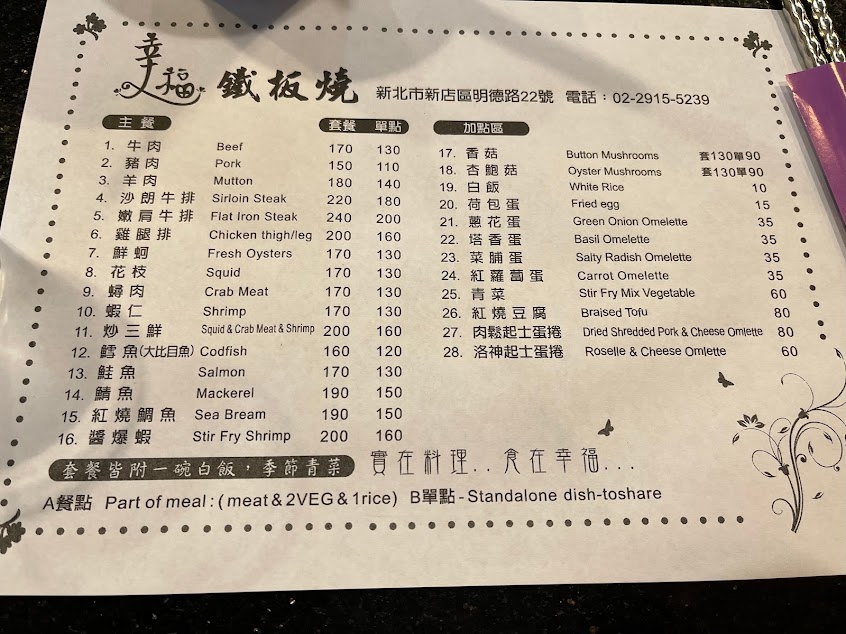 幸福 鐵板燒 新北市新店區明德路22號 電話：02-2915-5239
主餐 套餐 單點
1. 牛肉 Beef 170 130
2. 豬肉 Pork 150 110
3. 羊肉 Mutton 180 140
4. 沙朗牛排 Sirloin Steak 220 180
5. 嫩肩牛排 Flat Iron Steak 240 200
6. 雞腿排 Chicken thigh/leg 200 160
7. 鮮蚵 Fresh Oysters 170 130
8. 花枝 Squid 170 130
9. 蟳肉 Crab Meat 170 130
10. 蝦仁 Shrimp 170 130
11. 炒三鮮 Squid & Crab Meat & Shrimp 200 160
12. 鱈魚(大比目魚) Codfish 160 120
13. 鮭魚 Salmon 170 130
14. 鯖魚 Mackerel 190 150
15. 紅燒鯛魚 Sea Bream 190 150
16. 醬爆蝦 Stir Fry Shrimp 200 160
加點區
17. 香菇 Button Mushrooms 套130單90
18. 杏鮑菇 Oyster Mushrooms 套130單90
19. 白飯 White Rice 10
20. 荷包蛋 Fried egg 15
21. 蔥花蛋 Green Onion Omelette 35
22. 塔香蛋 Basil Omelette 35
23. 菜脯蛋 Salty Radish Omelette 35
24. 紅蘿蔔蛋 Carrot Omelette 35
25. 青菜 Stir Fry Mix Vegetable 60
26. 紅燒豆腐 Braised Tofu 80
27. 肉鬆起士蛋捲 Dried Shredded Pork & Cheese Omlette 80
28. 洛神起士蛋捲 Roselle & Cheese Omlette 60
套餐皆附一碗白飯，季節青菜
實在料理.. 食在幸福...
A餐點 Part of meal : ( meat & 2VEG & 1rice) B單點 - Standalone dish-toshare